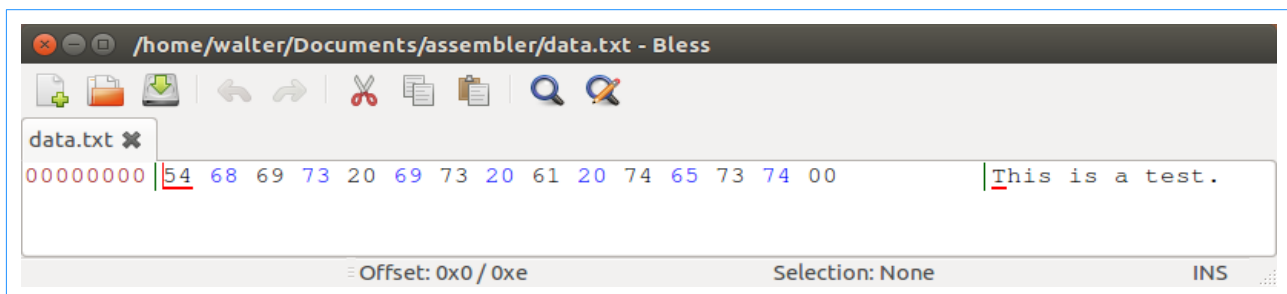 /home/walter/Documents/assembler/data.txt - Bless
data.txt
00000000 54 68 69 73 20 69 73 20 61 20 74 65 73 74 00 This is a test.
Offset: 0x0 / 0xe Selection: None INS